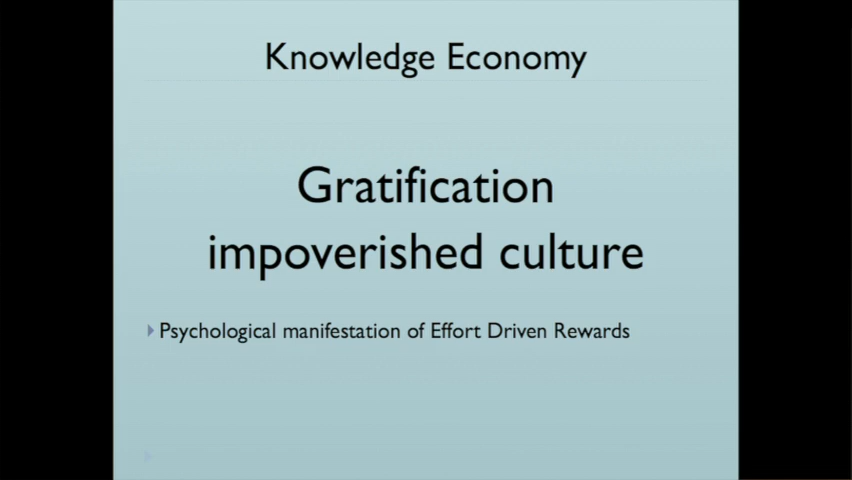 Knowledge Economy
Gratification
impoverished culture
Psychological manifestation of Effort Driven Rewards